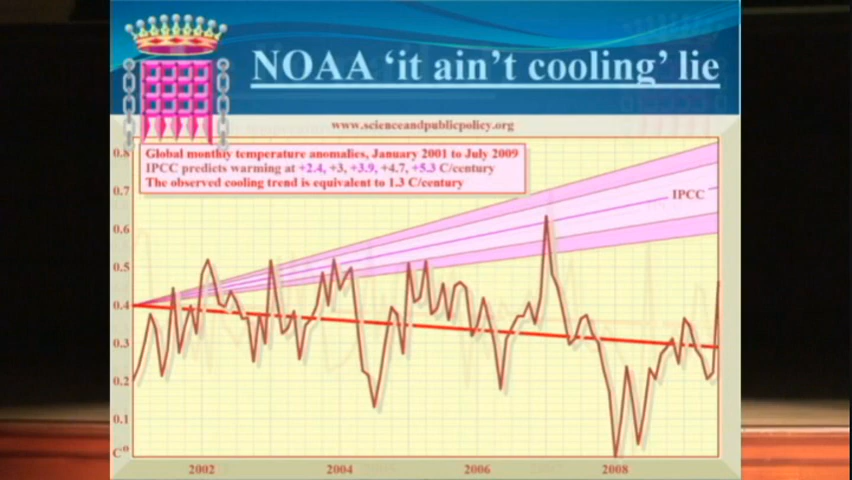 NOAA 'it ain't cooling' lie
www.scienceandpublicpolicy.org
Global monthly temperature anomalies, January 2001 to July 2009
IPCC predicts warming at +2.4, +3, +3.9, +4.7, +5.3 C/century
The observed cooling trend is equivalent to 1.3 C/century
0.8
0.7
IPCC
0.6
0.5
0.4
0.3
0.2
0.1
C°
2002
2004
2006
2008